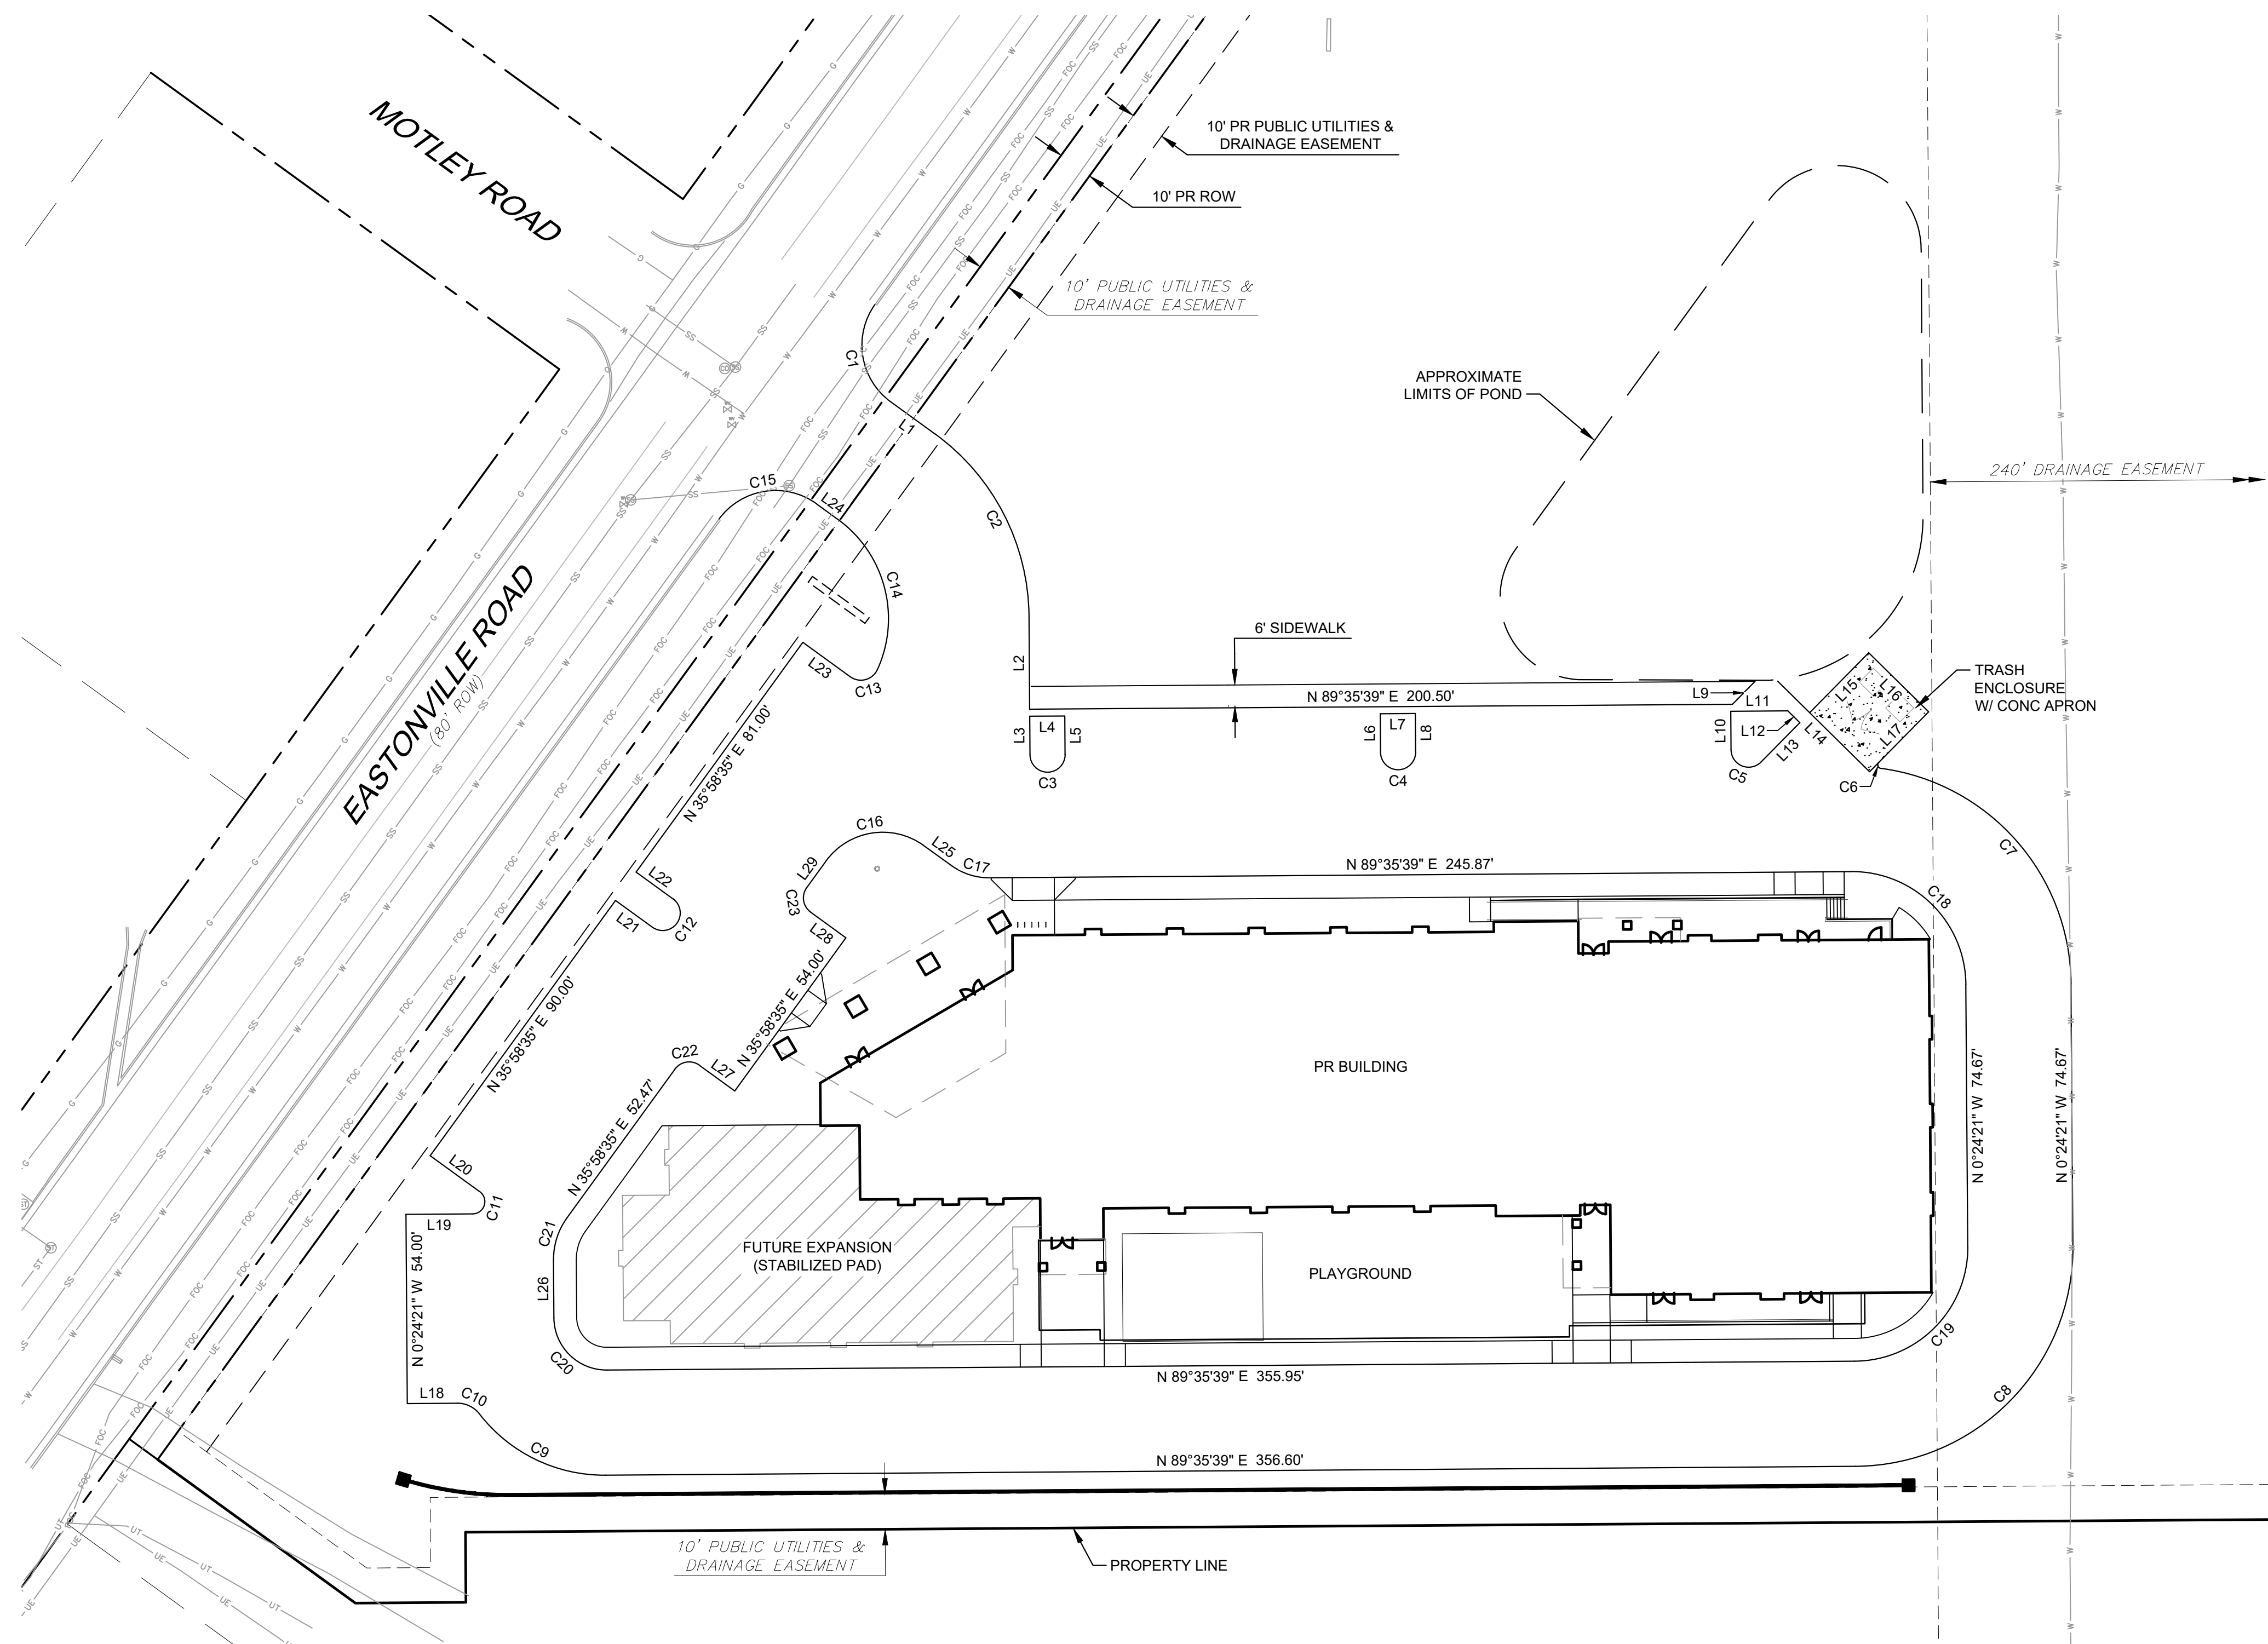 MOTLEY ROAD
10' PR PUBLIC UTILITIES &
DRAINAGE EASEMENT
10' PR ROW
10' PUBLIC UTILITIES &
DRAINAGE EASEMENT
APPROXIMATE
LIMITS OF POND
240' DRAINAGE EASEMENT
EASTONVILLE ROAD
(80' ROW)
C1
L1
C15
L24
C2
C14
6' SIDEWALK
L2
L23
C13
N 89°35'39" E 200.50'
L9
L11
L15
L16
TRASH
ENCLOSURE
W/ CONC APRON
L3
L4
L5
L6
L7
L8
L10
L12
L13
L14
L17
C3
C4
C5
C6
N 35°58'35" E 81.00'
C16
L25
C17
L29
C23
L28
N 89°35'39" E 245.87'
C7
C18
L22
L21
C12
N 35°58'35" E 54.00'
N 35°58'35" E 90.00'
C22
L27
N 35°58'35" E 52.47'
PR BUILDING
N 0°24'21" W 74.67'
N 0°24'21" W 74.67'
L20
C11
L19
C21
L26
C20
N 0°24'21" W 54.00'
FUTURE EXPANSION
(STABILIZED PAD)
PLAYGROUND
C19
C8
L18
C10
C9
N 89°35'39" E 355.95'
N 89°35'39" E 356.60'
10' PUBLIC UTILITIES &
DRAINAGE EASEMENT
PROPERTY LINE